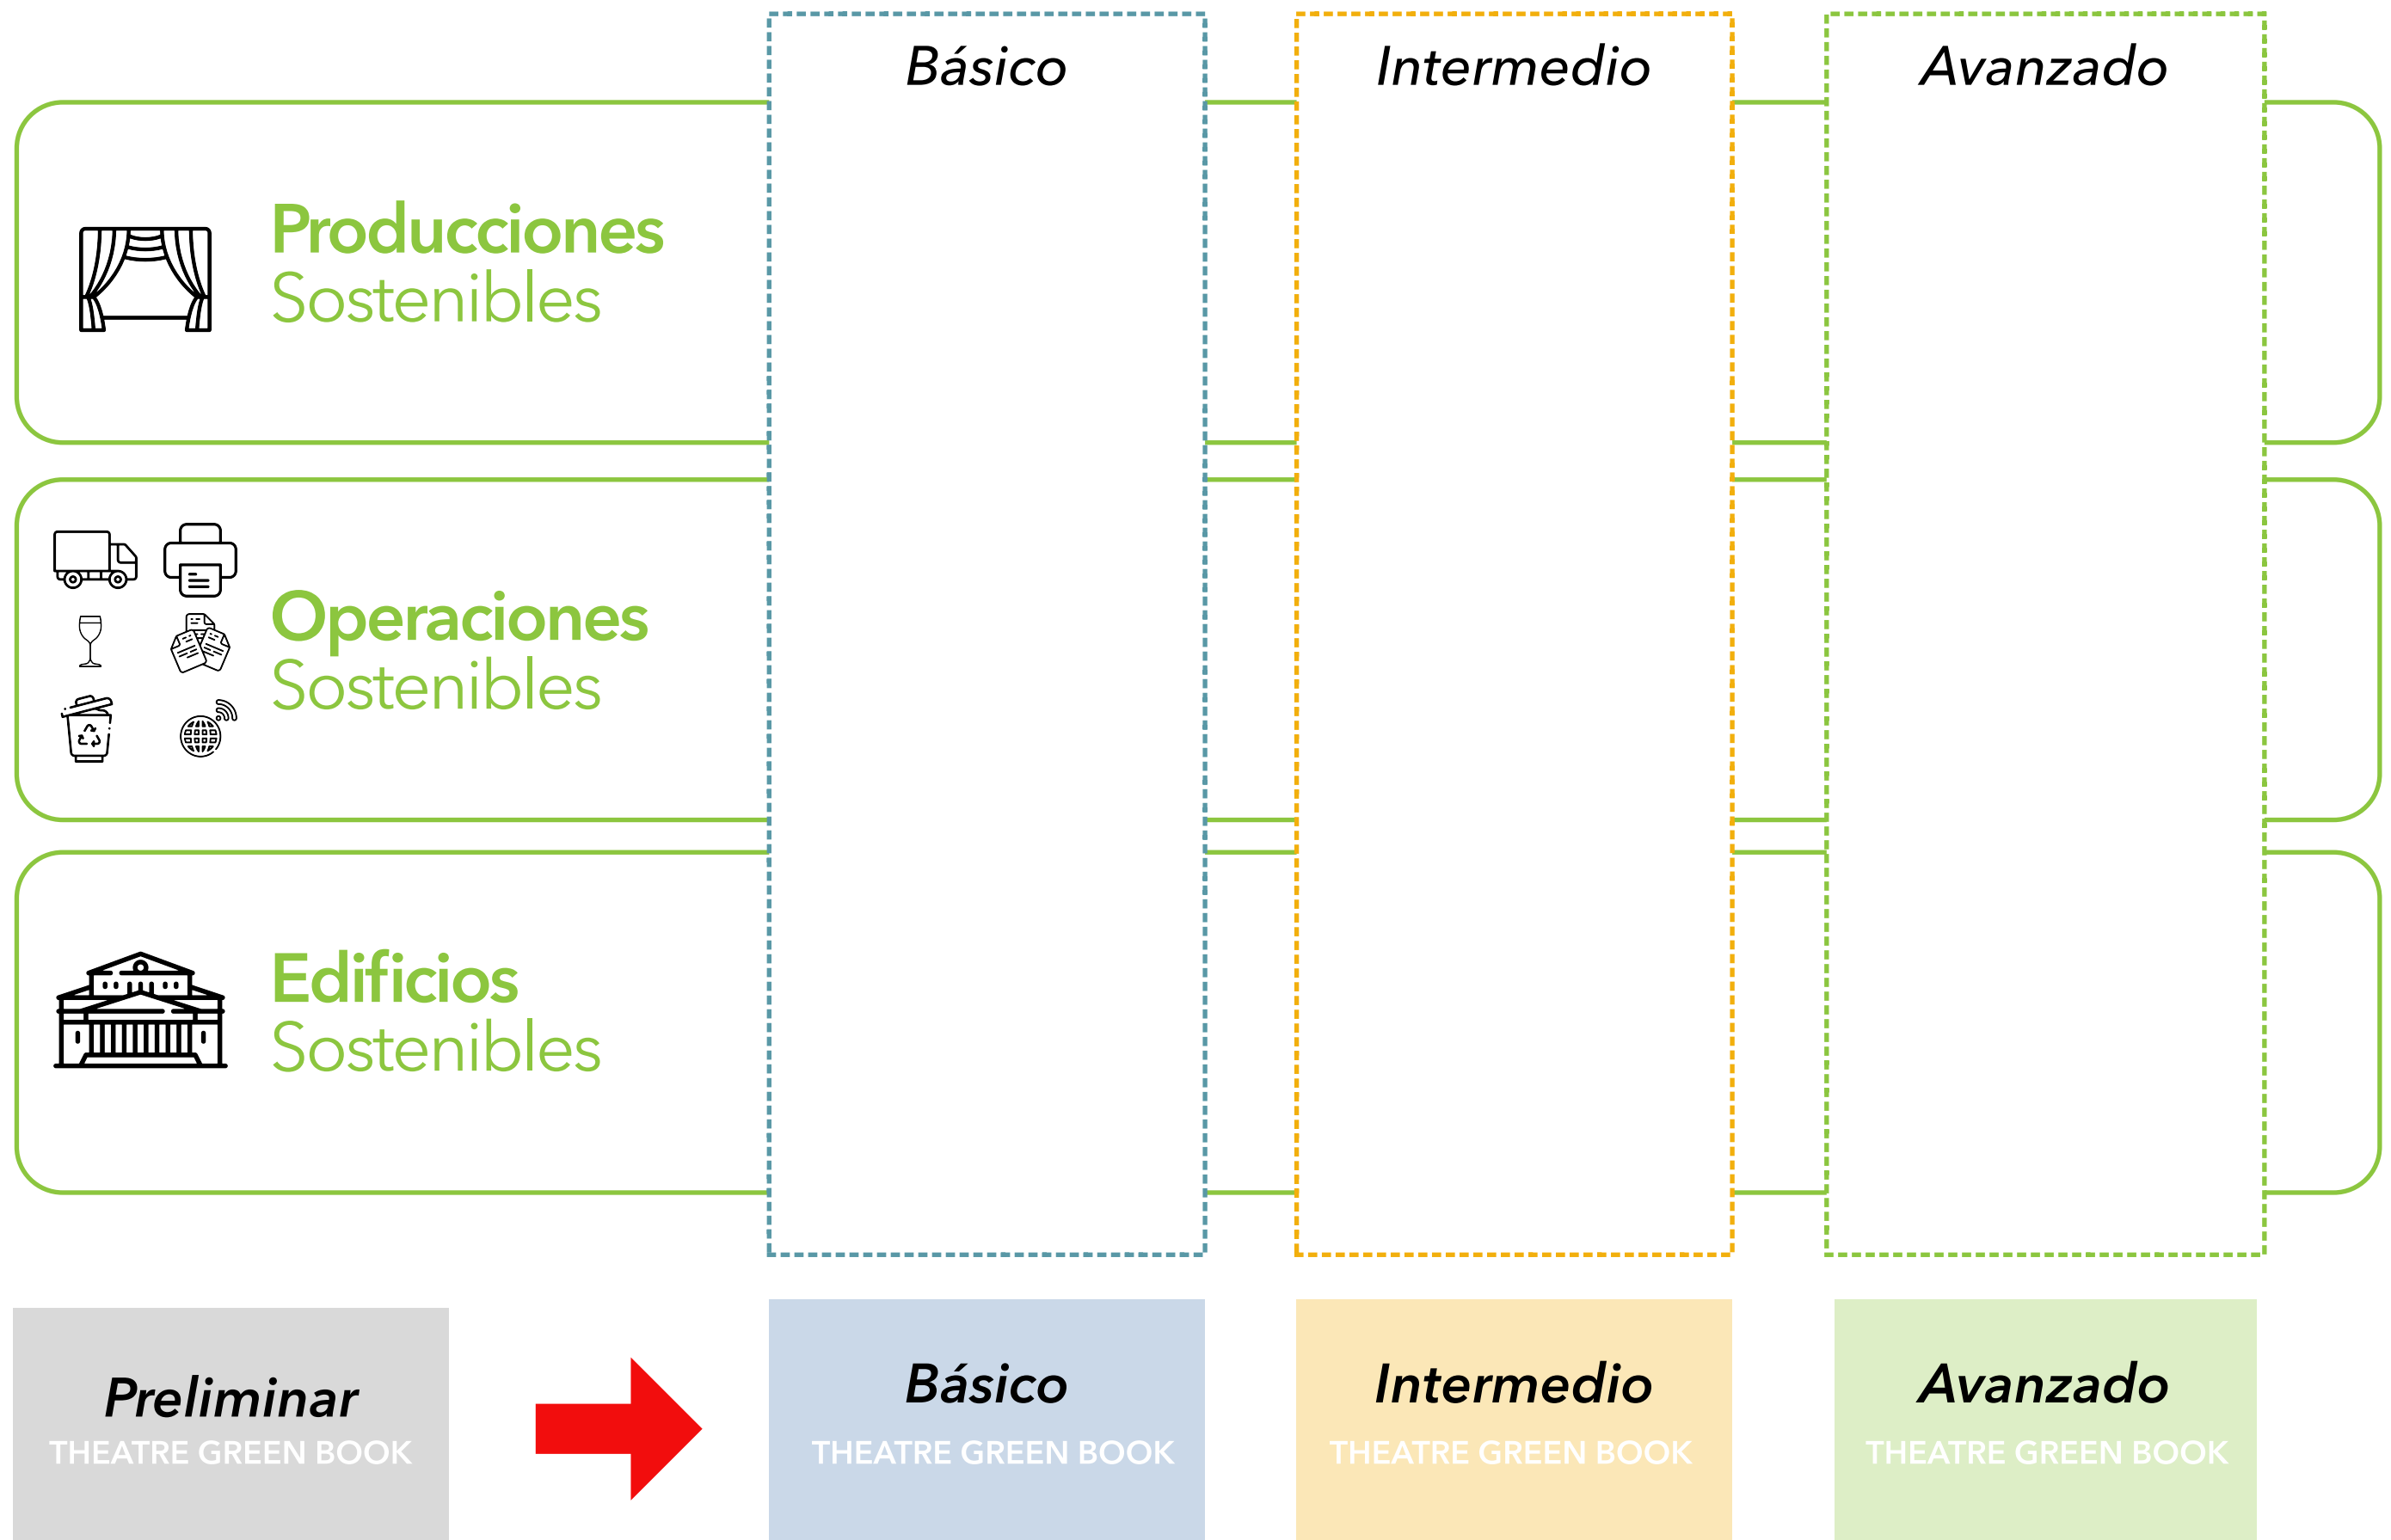 Básico
Intermedio
Avanzado
Producciones
Sostenibles
Operaciones
Sostenibles
Edificios
Sostenibles
Preliminar
THEATRE GREEN BOOK
Básico
THEATRE GREEN BOOK
Intermedio
THEATRE GREEN BOOK
Avanzado
THEATRE GREEN BOOK